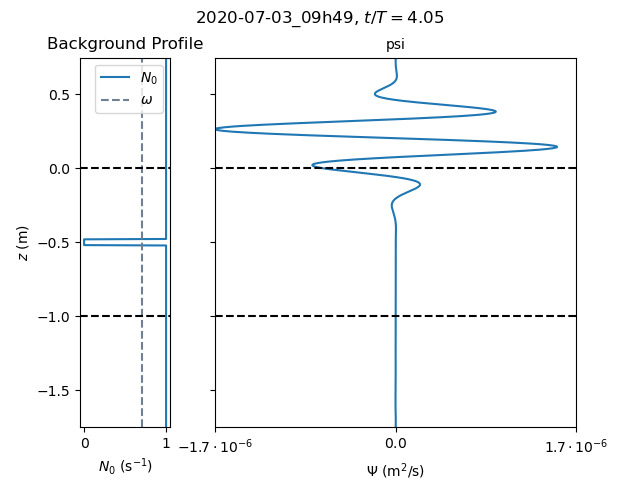 2020-07-03_09h49, t/T = 4.05
Background Profile
psi
N₀
ω
0.5
0.0
−0.5
−1.0
−1.5
z (m)
0
1
N₀ (s⁻¹)
−1.7 · 10⁻⁶
0.0
1.7 · 10⁻⁶
Ψ (m²/s)